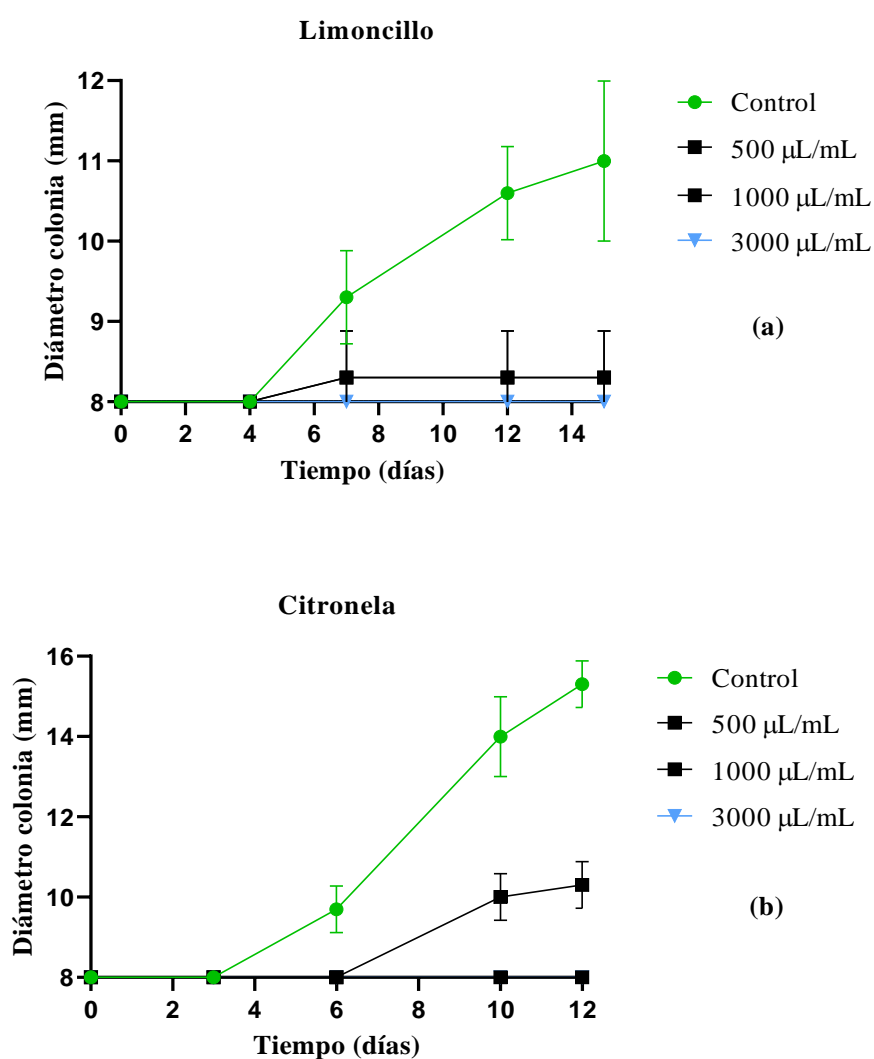 Limoncillo
Diámetro colonia (mm)
12
11
10
9
8
0 2 4 6 8 10 12 14
Tiempo (días)
Control
500 μL/mL
1000 μL/mL
3000 μL/mL
(a)
Citronela
Diámetro colonia (mm)
16
14
12
10
8
0 2 4 6 8 10 12
Tiempo (días)
Control
500 μL/mL
1000 μL/mL
3000 μL/mL
(b)